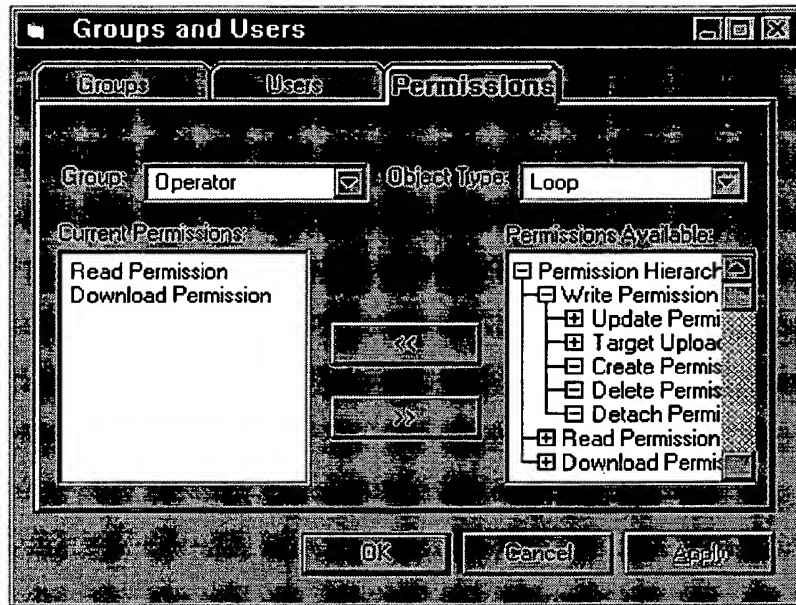 Groups and Users
Groups Users Permissions
Group: Operator Object Type: Loop
Current Permissions: Permissions Available:
Read Permission
Download Permission
<<
>>
Permission Hierarch
Write Permission
Update Permi
Target Uploac
Create Permis
Delete Permis
Detach Permi
Read Permission
Download Permis
OK Cancel Apply